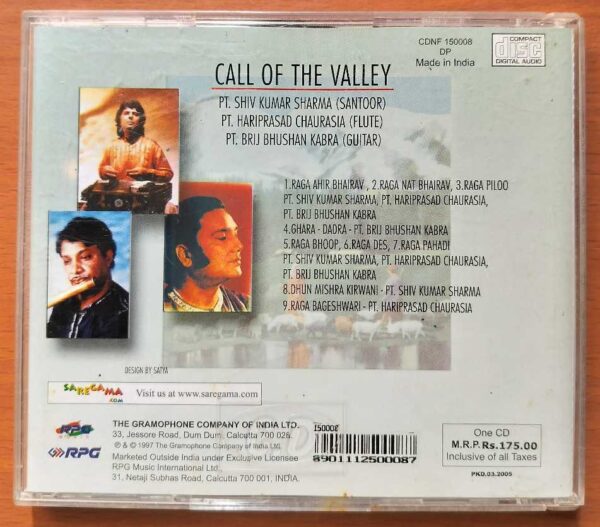 CDNF 150008
DP
Made in India
COMPACT
disc
DIGITAL AUDIO
CALL OF THE VALLEY
PT. SHIV KUMAR SHARMA (SANTOOR)
PT. HARIPRASAD CHAURASIA (FLUTE)
PT. BRIJ BHUSHAN KABRA (GUITAR)
1.RAGA AHIR BHAIRAV , 2.RAGA NAT BHAIRAV, 3.RAGA PILOO
PT. SHIV KUMAR SHARMA, PT. HARIPRASAD CHAURASIA,
PT. BRIJ BHUSHAN KABRA
4.GHARA - DADRA - PT. BRIJ BHUSHAN KABRA
5.RAGA BHOOP, 6.RAGA DES, 7.RAGA PAHADI
PT. SHIV KUMAR SHARMA, PT. HARIPRASAD CHAURASIA,
PT. BRIJ BHUSHAN KABRA
8.DHUN MISHRA KIRWANI - PT. SHIV KUMAR SHARMA
9.RAGA BAGESHWARI - PT. HARIPRASAD CHAURASIA
DESIGN BY SATYA
SAREGAMA
.COM
Visit us at www.saregama.com
RPG
RPG
THE GRAMOPHONE COMPANY OF INDIA LTD.
33, Jessore Road, Dum Dum, Calcutta 700 028.
℗ & © 1997 The Gramophone Company of India Ltd.
Marketed Outside India under Exclusive Licensee
RPG Music International Ltd.,
31, Netaji Subhas Road, Calcutta 700 001, INDIA.
150008
8901112500087
One CD
M.R.P. Rs.175.00
Inclusive of all Taxes
PKD.03.2005